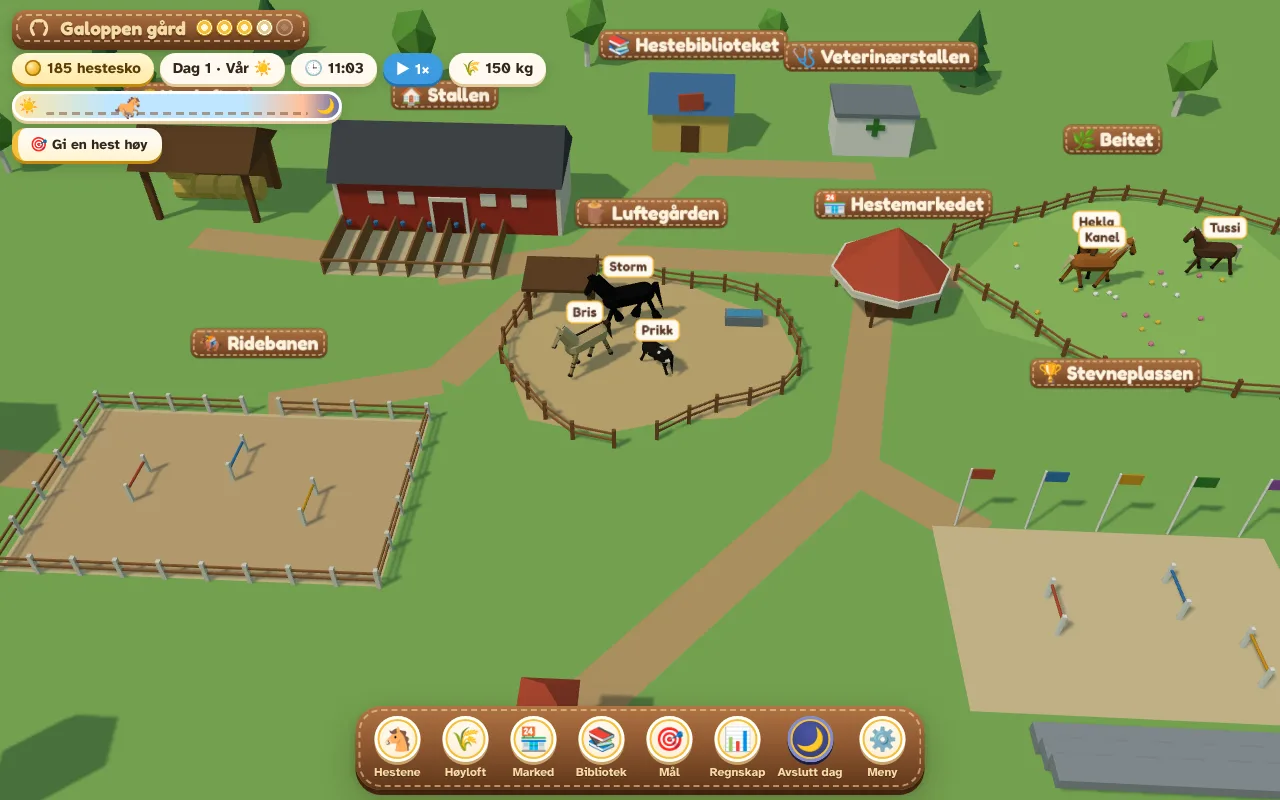 Galoppen gård
185 hestesko
Dag 1 · Vår
11:03
1x
150 kg
Gi en hest høy
Stallen
Hestebiblioteket
Veterinærstallen
Beitet
Luftegården
24
Hestemarkedet
Hekla
Kanel
Tussi
Storm
Bris
Prikk
Ridebanen
Stevneplassen
Hestene
Høyloft
Marked
Bibliotek
Mål
Regnskap
Avslutt dag
Meny